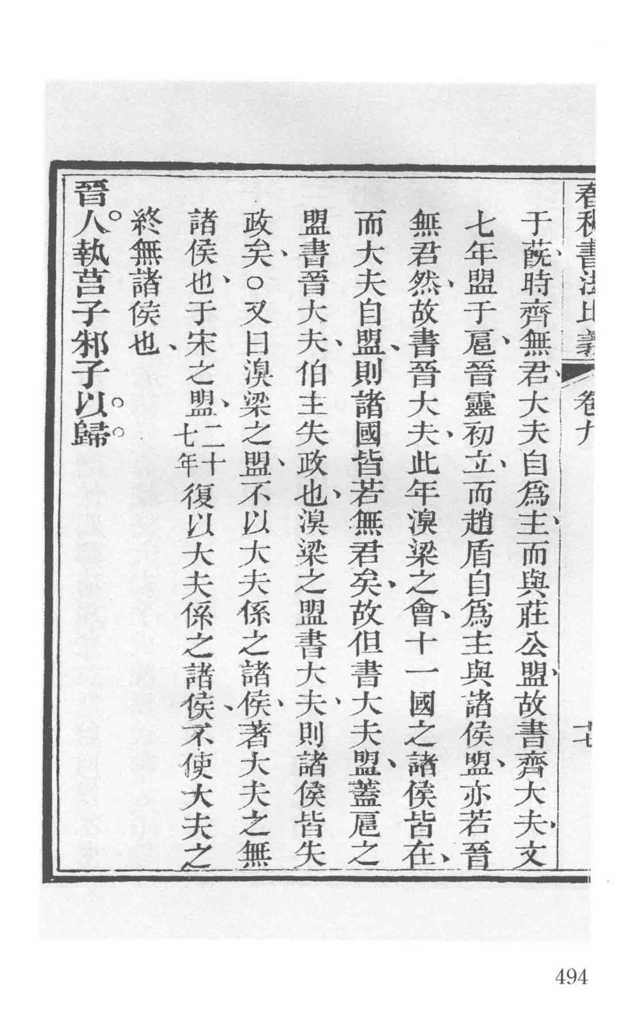 春秋書法比義 卷九 十七
于蔇時齊無君大夫自爲主而與莊公盟故書齊大夫文
七年盟于扈晉靈初立而趙盾自爲主與諸侯盟亦若晉
無君然故書晉大夫此年溴梁之會十一國之諸侯皆在
而大夫自盟則諸國皆若無君矣故但書大夫盟蓋扈之
盟書晉大夫伯主失政也溴梁之盟書大夫則諸侯皆失
政矣○又曰溴梁之盟不以大夫係之諸侯著大夫之無
諸侯也于宋之盟二十七年復以大夫係之諸侯不使大夫之
終無諸侯也
晉人執莒子邾子以歸
494